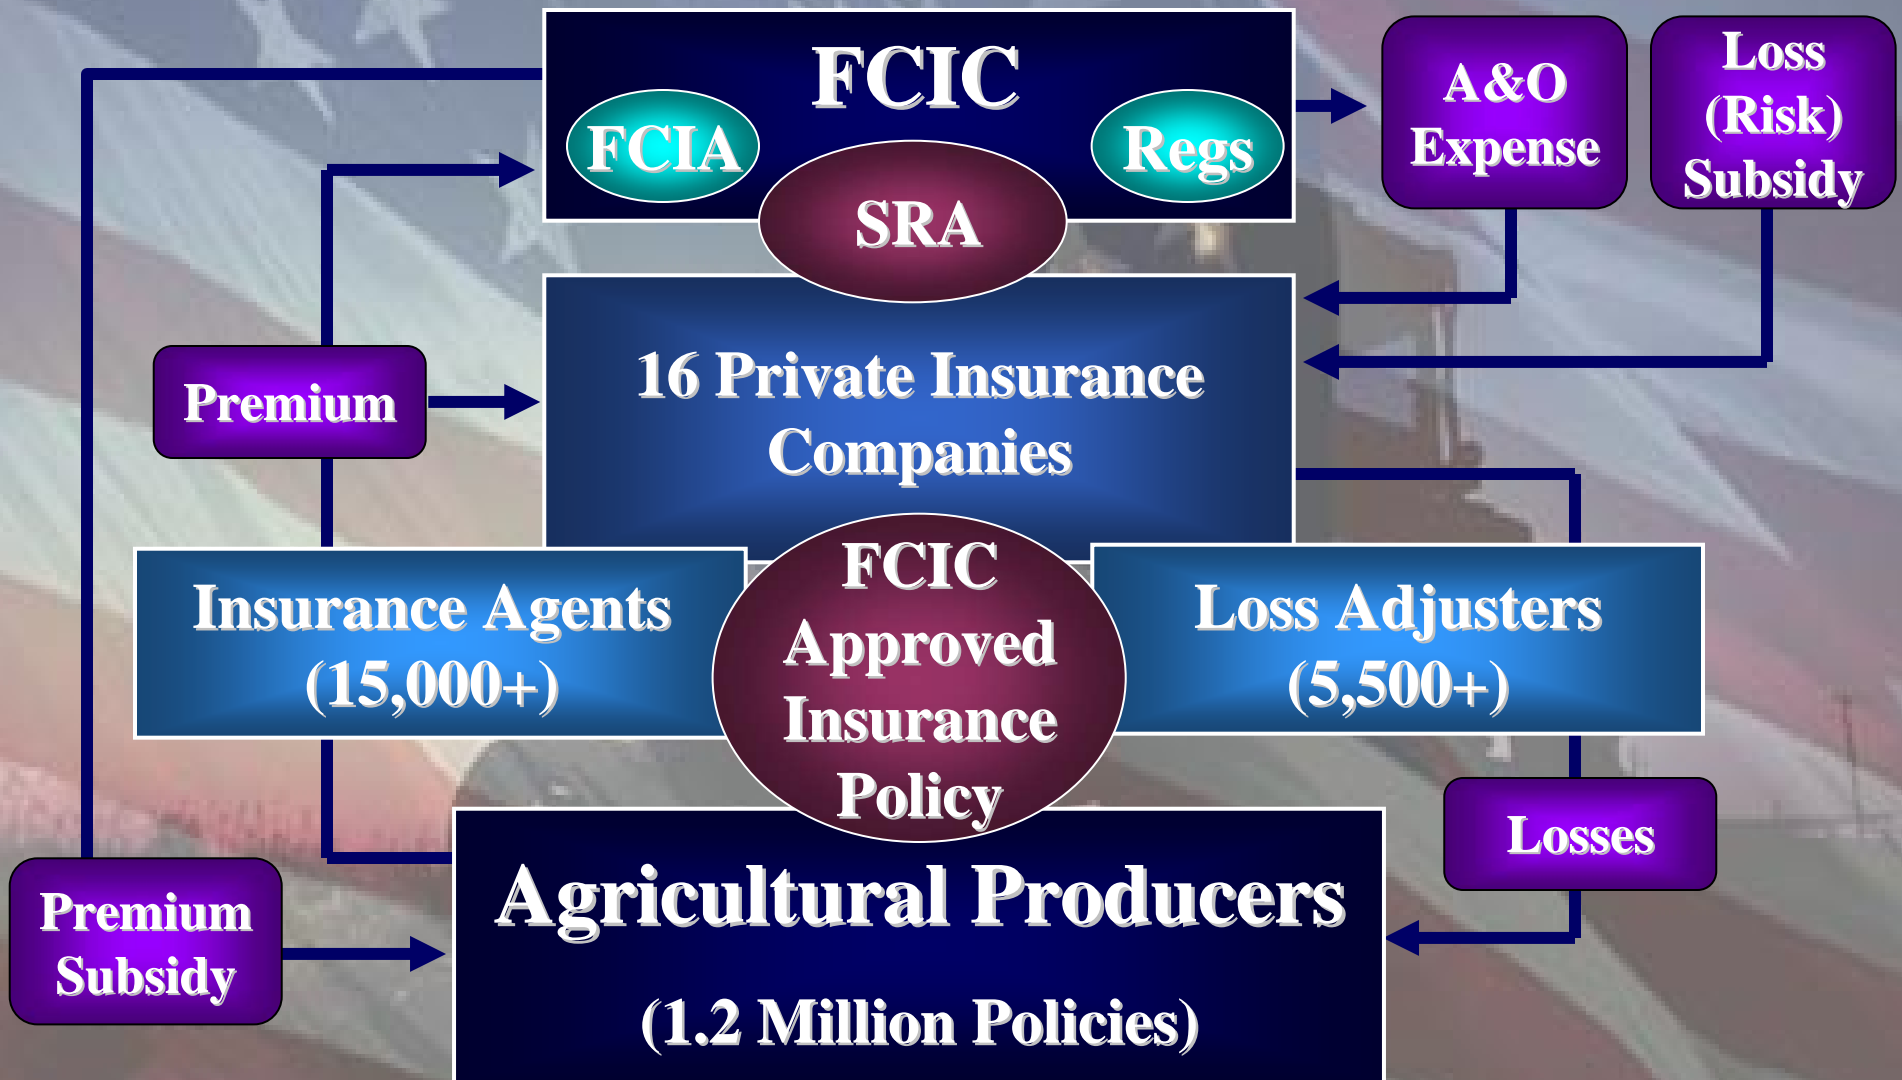 FCIC
FCIA
Regs
SRA
A&O
Expense
Loss
(Risk)
Subsidy
Premium
16 Private Insurance
Companies
Insurance Agents
(15,000+)
FCIC
Approved
Insurance
Policy
Loss Adjusters
(5,500+)
Losses
Premium
Subsidy
Agricultural Producers
(1.2 Million Policies)